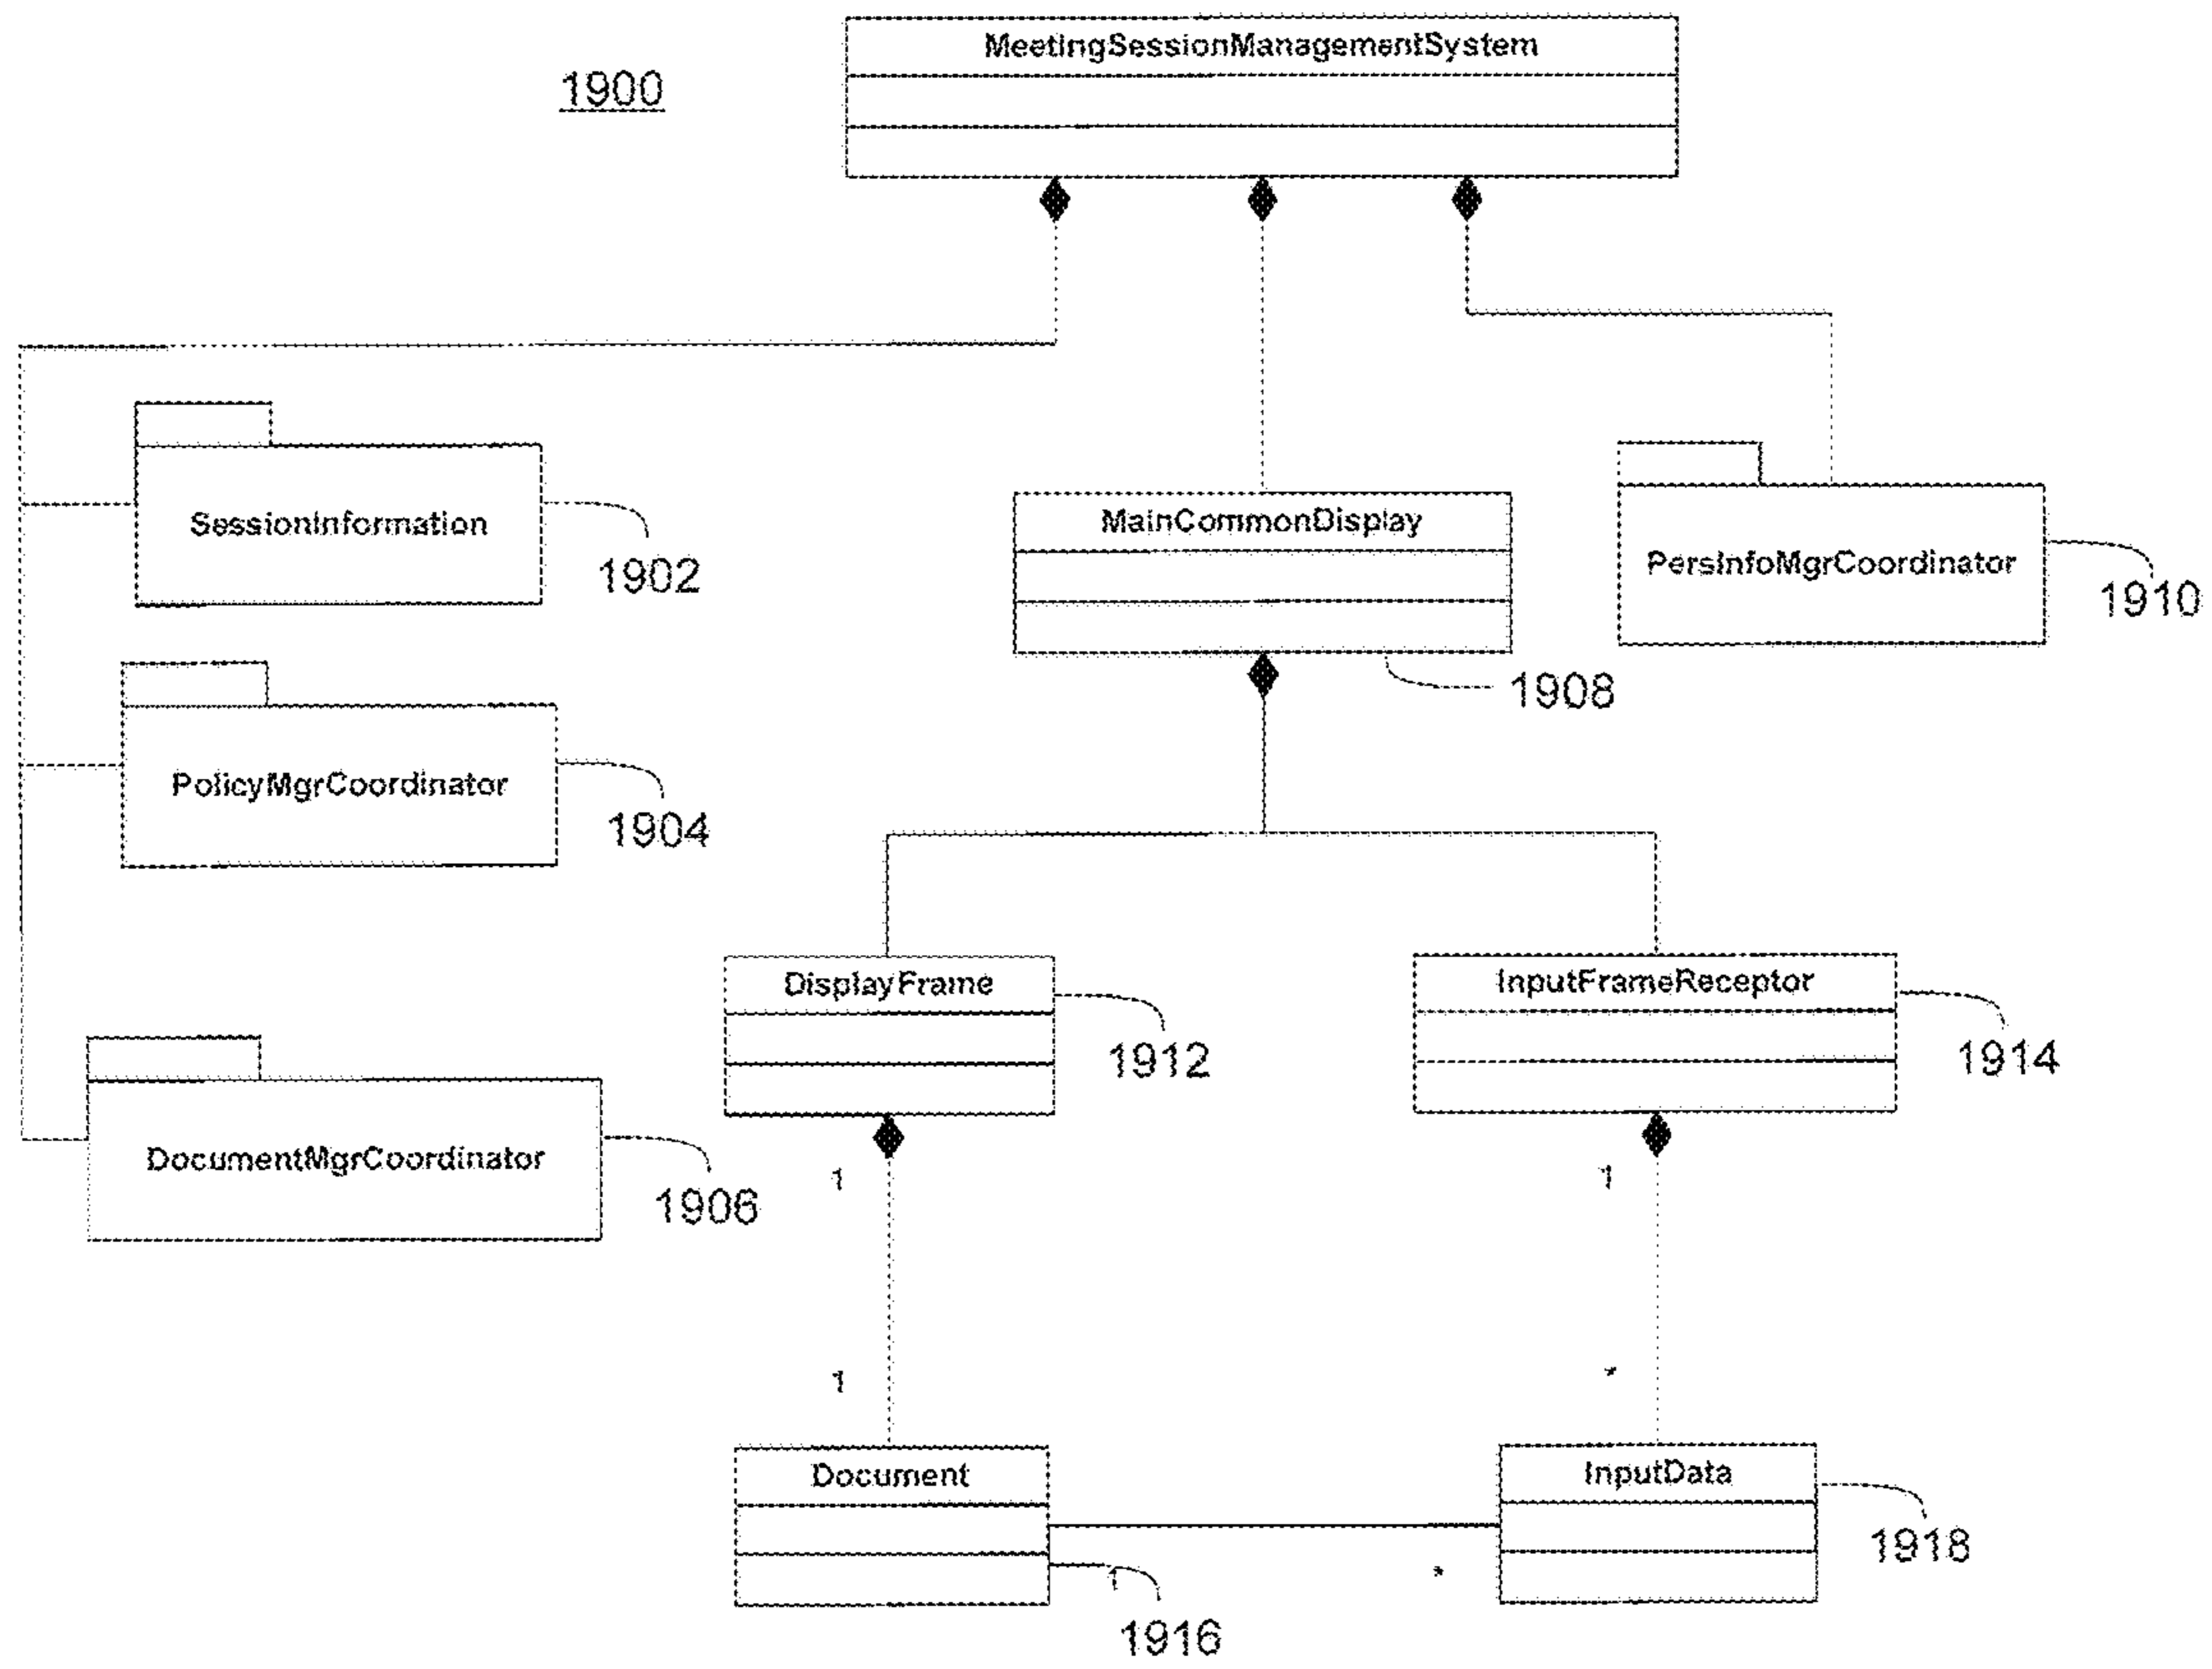 MeetingSessionManagementSystem
1900
SessionInformation
1902
MainCommonDisplay
1908
PersInfoMgrCoordinator
1910
PolicyMgrCoordinator
1904
DisplayFrame
1912
InputFrameReceptor
1914
DocumentMgrCoordinator
1906
1
1
1
*
Document
1916
InputData
1918
1
*